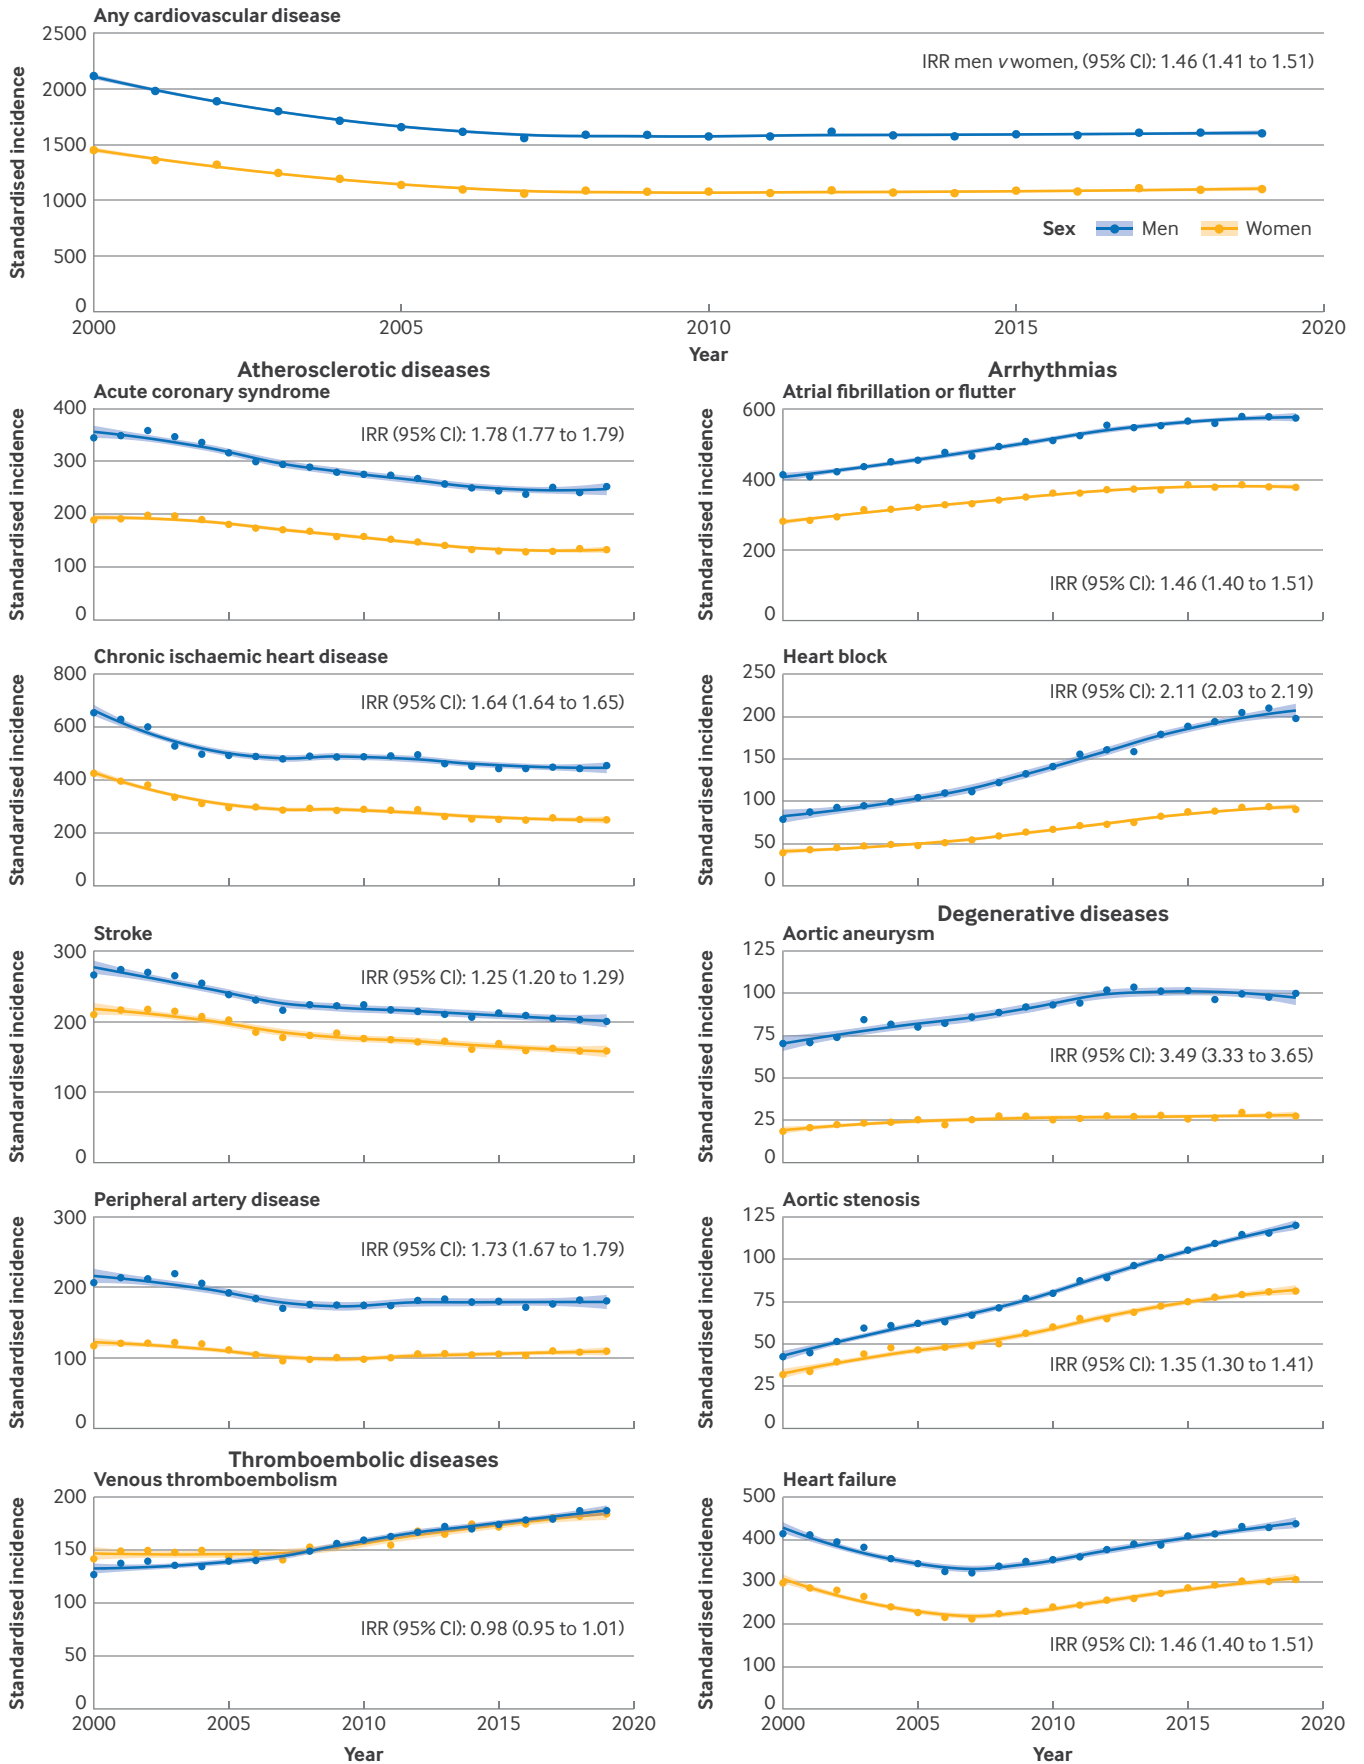 Any cardiovascular disease
Standardised incidence
2500
2000
1500
1000
500
0
IRR men v women, (95% CI): 1.46 (1.41 to 1.51)
Sex Men Women
2000 2005 2010 2015 2020
Year
Atherosclerotic diseases
Acute coronary syndrome
Standardised incidence
400
300
200
100
0
IRR (95% CI): 1.78 (1.77 to 1.79)
Chronic ischaemic heart disease
Standardised incidence
800
600
400
200
0
IRR (95% CI): 1.64 (1.64 to 1.65)
Stroke
Standardised incidence
300
200
100
0
IRR (95% CI): 1.25 (1.20 to 1.29)
Peripheral artery disease
Standardised incidence
300
200
100
0
IRR (95% CI): 1.73 (1.67 to 1.79)
Thromboembolic diseases
Venous thromboembolism
Standardised incidence
200
150
100
50
0
IRR (95% CI): 0.98 (0.95 to 1.01)
2000 2005 2010 2015 2020
Year
Arrhythmias
Atrial fibrillation or flutter
Standardised incidence
600
400
200
0
IRR (95% CI): 1.46 (1.40 to 1.51)
Heart block
Standardised incidence
250
200
150
100
50
0
IRR (95% CI): 2.11 (2.03 to 2.19)
Degenerative diseases
Aortic aneurysm
Standardised incidence
125
100
75
50
25
0
IRR (95% CI): 3.49 (3.33 to 3.65)
Aortic stenosis
Standardised incidence
125
100
75
50
25
0
IRR (95% CI): 1.35 (1.30 to 1.41)
Heart failure
Standardised incidence
500
400
300
200
100
0
IRR (95% CI): 1.46 (1.40 to 1.51)
2000 2005 2010 2015 2020
Year